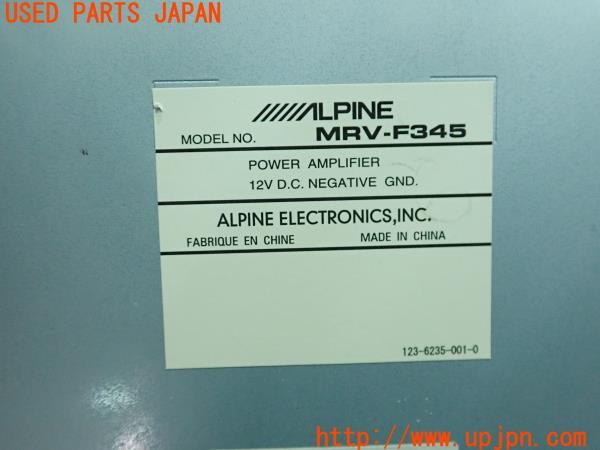 USED PARTS JAPAN
ALPINE
MODEL NO. MRV-F345
POWER AMPLIFIER
12V D.C. NEGATIVE GND.
ALPINE ELECTRONICS,INC.
FABRIQUE EN CHINE MADE IN CHINA
123-6235-001-0
http://www.upjpn.com